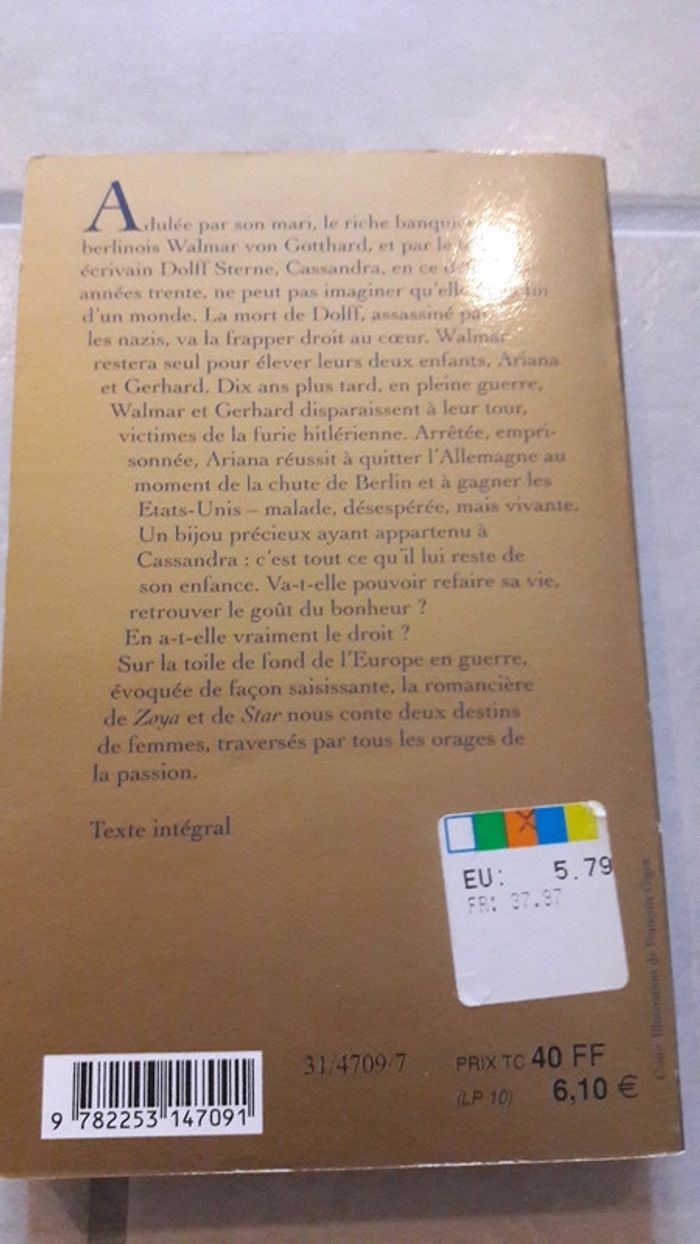 Adulée par son mari, le riche
berlinois Walmar von Gotthard, et par le
écrivain Dolff Sterne, Cassandra, en ce
années trente, ne peut pas imaginer
d'un monde. La mort de Dolff, assassiné
les nazis, va la frapper droit au cœur. Walmar
restera seul pour élever leurs deux enfants, Ariana
et Gerhard. Dix ans plus tard, en pleine guerre,
Walmar et Gerhard disparaissent à leur tour,
victimes de la furie hitlérienne. Arrêtée, empri-
sonnée, Ariana réussit à quitter l'Allemagne au
moment de la chute de Berlin et à gagner les
Etats-Unis – malade, désespérée, mais vivante.
Un bijou précieux ayant appartenu à
Cassandra : c'est tout ce qu'il lui reste de
son enfance. Va-t-elle pouvoir refaire sa vie,
retrouver le goût du bonheur ?
En a-t-elle vraiment le droit ?
Sur la toile de fond de l'Europe en guerre,
évoquée de façon saisissante, la romancière
de Zoya et de Star nous conte deux destins
de femmes, traversés par tous les orages de
la passion.
Texte intégral
EU: 5.79
FR: 37.97
Couv. Illustration de François
31/4709/7
PRIX TC 40 FF
(LP 10) 6,10 €
9 782253 147091